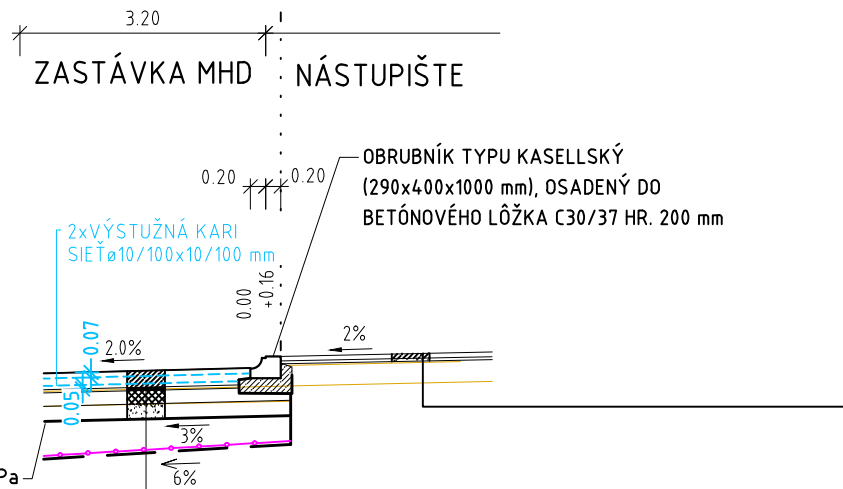 3.20
ZASTÁVKA MHD
NÁSTUPIŠTE
OBRUBNÍK TYPU KASELLSKÝ
(290x400x1000 mm), OSADENÝ DO
BETÓNOVÉHO LÔŽKA C30/37 HR. 200 mm
0.20
0.20
2xVÝSTUŽNÁ KARI
SIEŤø10/100x10/100 mm
0.00
+0.16
2.0%
2%
0.07
0.05
3%
6%
Pa